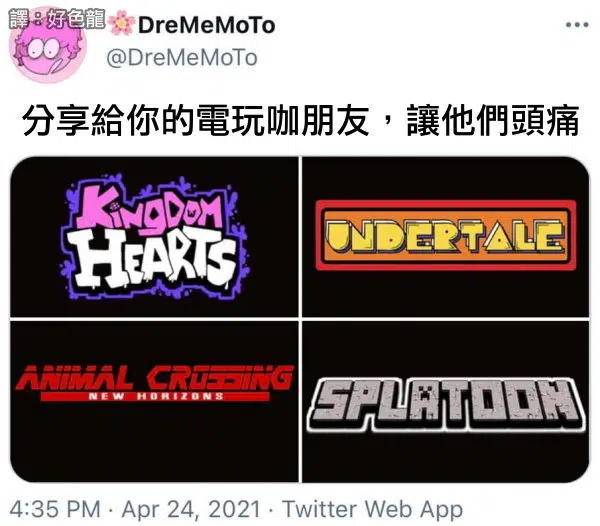 譯：好色龍
🌸DreMeMoTo
@DreMeMoTo
分享給你的電玩咖朋友，讓他們頭痛
KINGDOM
HEARTS
UNDERTALE
ANIMAL CROSSING
NEW HORIZONS
SPLATOON
4:35 PM · Apr 24, 2021 · Twitter Web App